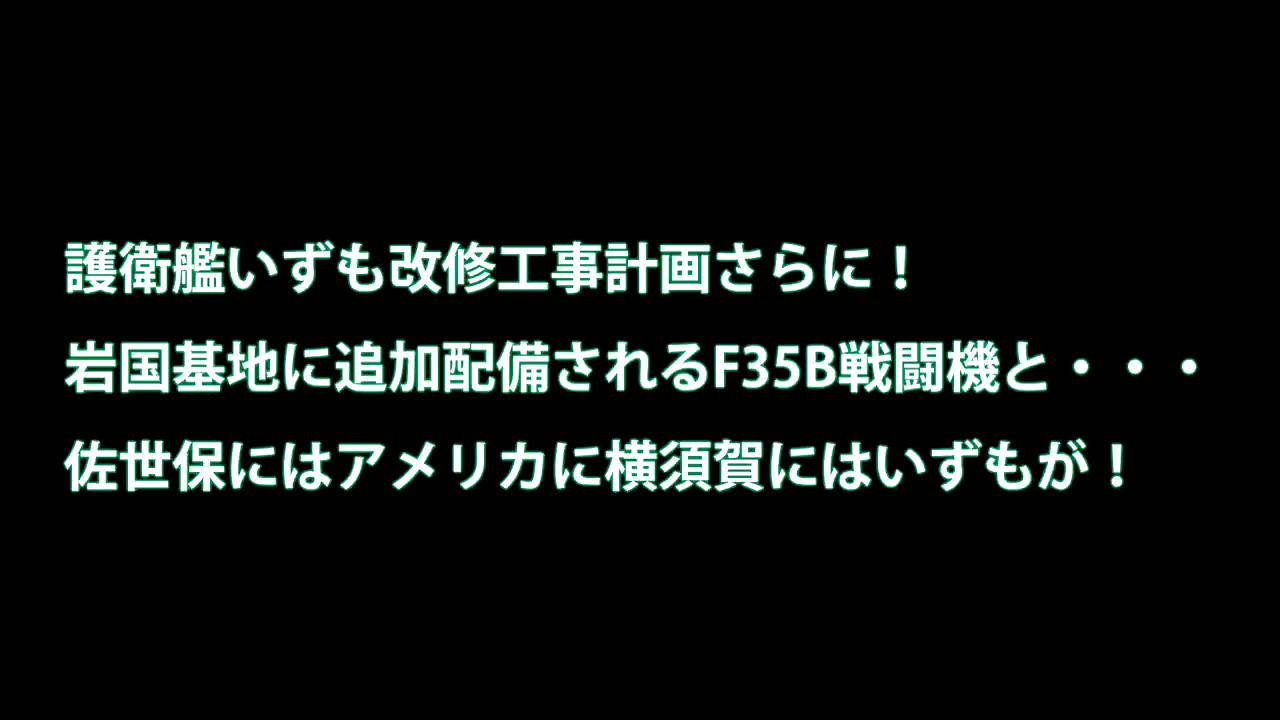 護衛艦いずも改修工事計画さらに！
岩国基地に追加配備されるF35B戦闘機と・・・
佐世保にはアメリカに横須賀にはいずもが！